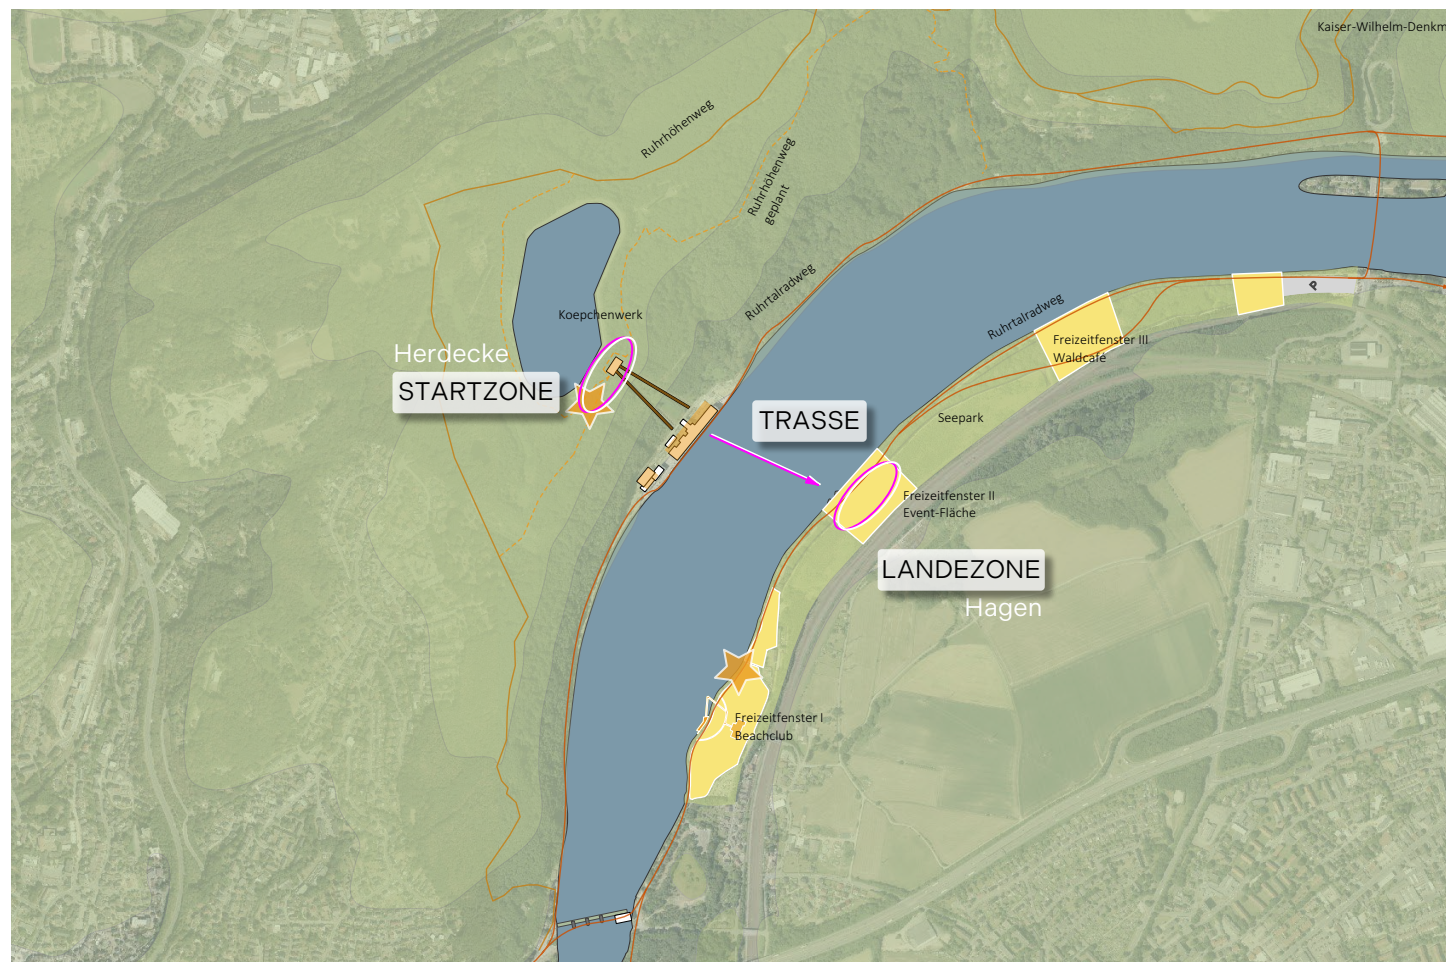 Kaiser-Wilhelm-Denkm
Ruhrhöhenweg
Ruhrhöhenweg
geplant
Ruhrtalradweg
Koepchenwerk
Ruhrtalradweg
P
Freizeitfenster III
Waldcafé
Herdecke
STARTZONE
TRASSE
Seepark
Freizeitfenster II
Event-Fläche
LANDEZONE
Hagen
Freizeitfenster I
Beachclub